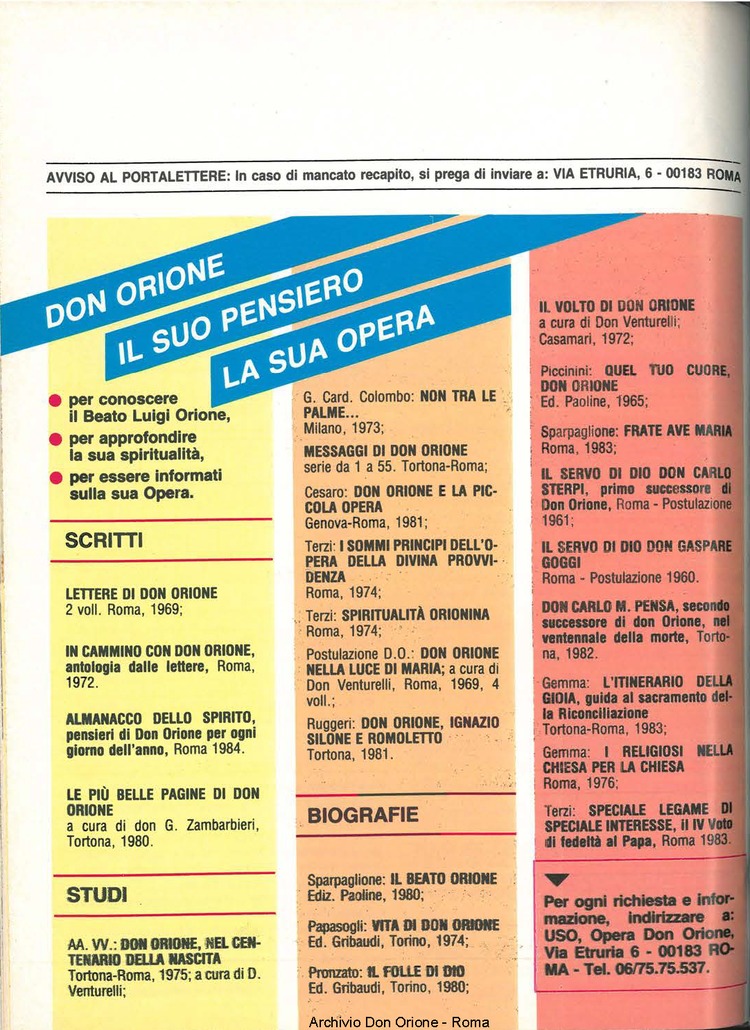 AVVISO AL PORTALETTERE: In caso di mancato recapito, si prega di inviare a: VIA ETRURIA, 6 - 00183 ROMA
DON ORIONE
IL SUO PENSIERO
LA SUA OPERA
● per conoscere
il Beato Luigi Orione,
● per approfondire
la sua spiritualità,
● per essere informati
sulla sua Opera.
SCRITTI
LETTERE DI DON ORIONE
2 voll. Roma, 1969;
IN CAMMINO CON DON ORIONE,
antologia dalle lettere, Roma,
1972.
ALMANACCO DELLO SPIRITO,
pensieri di Don Orione per ogni
giorno dell'anno, Roma 1984.
LE PIÙ BELLE PAGINE DI DON
ORIONE
a cura di don G. Zambarbieri,
Tortona, 1980.
STUDI
AA. VV.: DON ORIONE, NEL CEN-
TENARIO DELLA NASCITA
Tortona-Roma, 1975; a cura di D.
Venturelli;
G. Card. Colombo: NON TRA LE
PALME...
Milano, 1973;
MESSAGGI DI DON ORIONE
serie da 1 a 55. Tortona-Roma;
Cesaro: DON ORIONE E LA PIC-
COLA OPERA
Genova-Roma, 1981;
Terzi: I SOMMI PRINCIPI DELL'O-
PERA DELLA DIVINA PROVVI-
DENZA
Roma, 1974;
Terzi: SPIRITUALITÀ ORIONINA
Roma, 1974;
Postulazione D.O.: DON ORIONE
NELLA LUCE DI MARIA; a cura di
Don Venturelli, Roma, 1969, 4
voll.;
Ruggeri: DON ORIONE, IGNAZIO
SILONE E ROMOLETTO
Tortona, 1981.
BIOGRAFIE
Sparpaglione: IL BEATO ORIONE
Ediz. Paoline, 1980;
Papasogli: VITA DI DON ORIONE
Ed. Gribaudi, Torino, 1974;
Pronzato: IL FOLLE DI DIO
Ed. Gribaudi, Torino, 1980;
IL VOLTO DI DON ORIONE
a cura di Don Venturelli;
Casamari, 1972;
Piccinini: QUEL TUO CUORE,
DON ORIONE
Ed. Paoline, 1965;
Sparpaglione: FRATE AVE MARIA
Roma, 1983;
IL SERVO DI DIO DON CARLO
STERPI, primo successore di
Don Orione, Roma - Postulazione
1961;
IL SERVO DI DIO DON GASPARE
GOGGI
Roma - Postulazione 1960.
DON CARLO M. PENSA, secondo
successore di don Orione, nel
ventennale della morte, Torto-
na, 1982.
Gemma: L'ITINERARIO DELLA
GIOIA, guida al sacramento del-
la Riconciliazione
Tortona-Roma, 1983;
Gemma: I RELIGIOSI NELLA
CHIESA PER LA CHIESA
Roma, 1976;
Terzi: SPECIALE LEGAME DI
SPECIALE INTERESSE, il IV Voto
di fedeltà al Papa, Roma 1983.
Per ogni richiesta e infor-
mazione, indirizzare a:
USO, Opera Don Orione,
Via Etruria 6 - 00183 RO-
MA - Tel. 06/75.75.537.
Archivio Don Orione - Roma